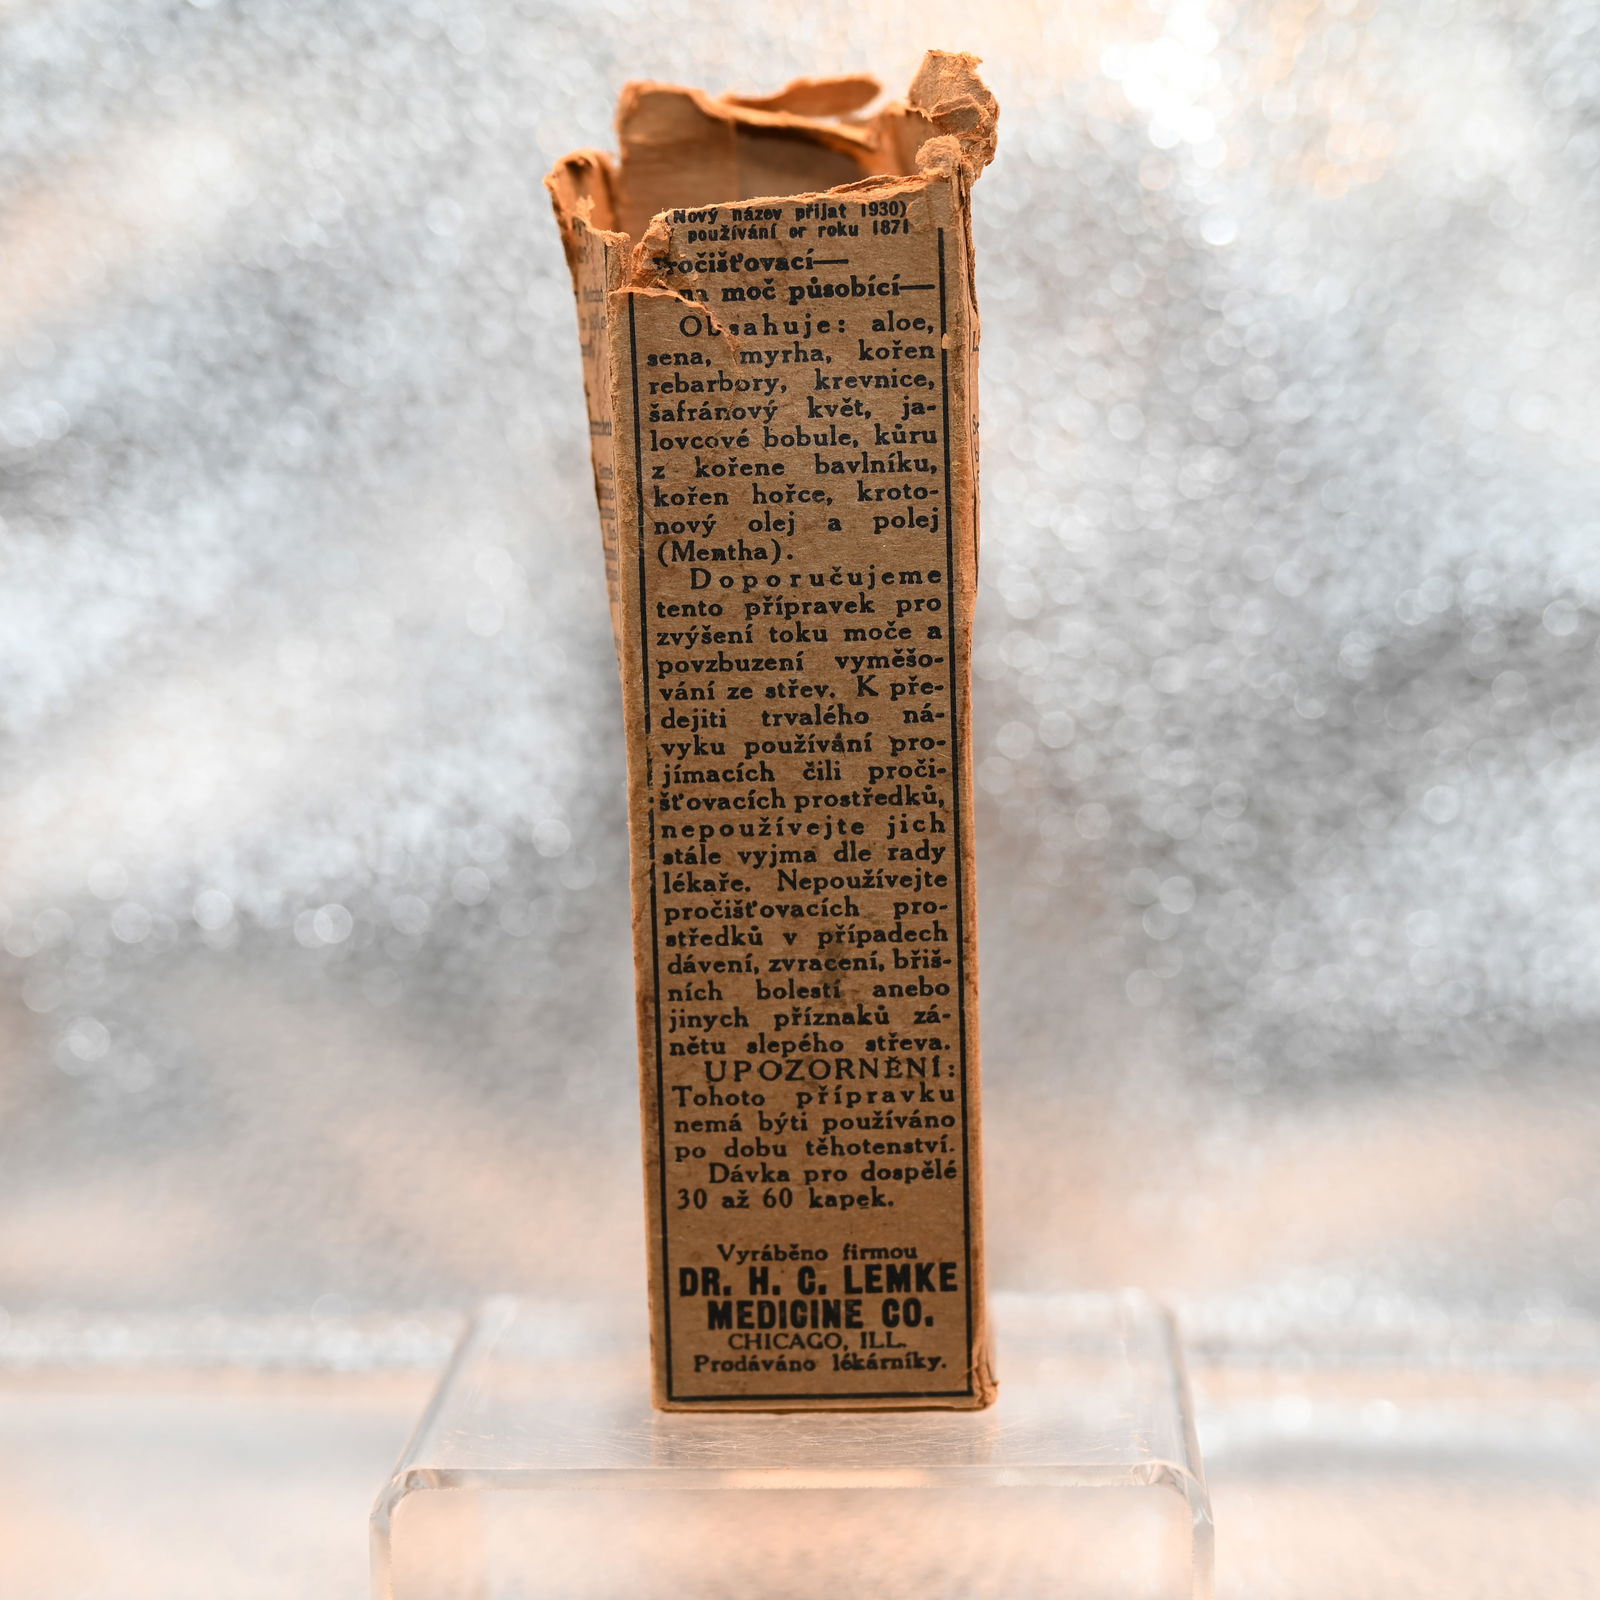 (Nový název přijat 1930)
používání or roku 1871
ročišťovací—
na moč působící—
Obsahuje: aloe,
sena, myrha, kořen
rebarbory, krevnice,
šafránový květ, ja-
lovcové bobule, kůru
z kořene bavlníku,
kořen hořce, kroto-
nový olej a polej
(Mentha).
Doporučujeme
tento přípravek pro
zvýšení toku moče a
povzbuzení vyměšo-
vání ze střev. K pře-
dejiti trvalého ná-
vyku používání pro-
jímacích čili proči-
šťovacích prostředků,
nepoužívejte jich
stále vyjma dle rady
lékaře. Nepoužívejte
pročišťovacích pro-
středků v případech
dávení, zvracení, břiš-
ních bolestí anebo
jinych příznaků zá-
nětu slepého střeva.
UPOZORNĚNÍ:
Tohoto přípravku
nemá býti používáno
po dobu těhotenství.
Dávka pro dospělé
30 až 60 kapek.
Vyráběno firmou
DR. H. C. LEMKE
MEDICINE CO.
CHICAGO, ILL.
Prodáváno lékárníky.